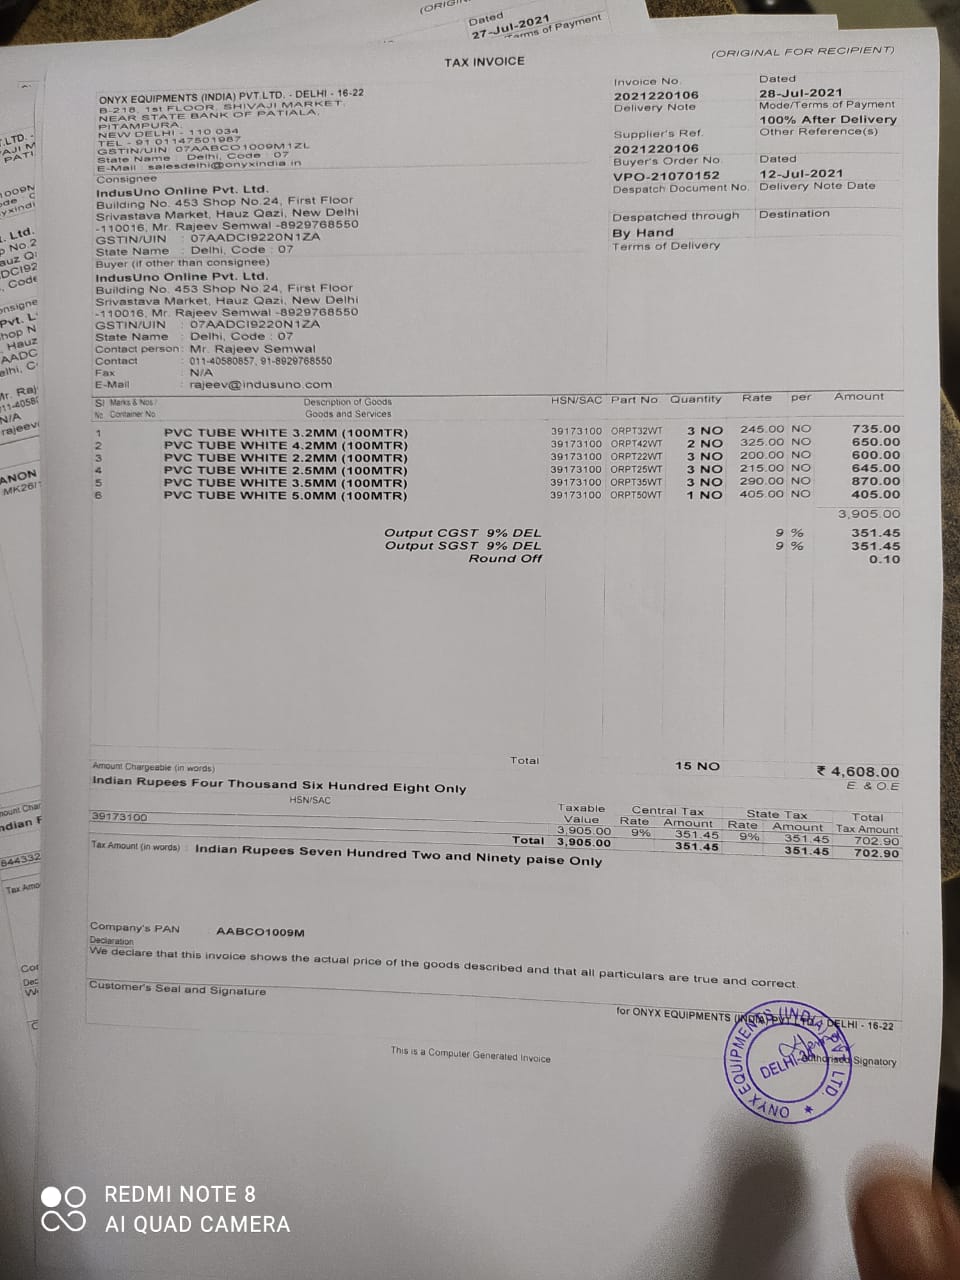 (ORIGIN
Dated
27-Jul-2021
Terms of Payment
TAX INVOICE
(ORIGINAL FOR RECIPIENT)
ONYX EQUIPMENTS (INDIA) PVT.LTD. - DELHI - 16-22
B-218, 1st FLOOR, SHIVAJI MARKET,
NEAR STATE BANK OF PATIALA,
PITAMPURA,
NEW DELHI - 110 034
TEL - 91 01147501987
GSTIN/UIN: 07AABCO1009M1ZL
State Name : Delhi, Code : 07
E-Mail : salesdelhi@onyxindia.in
Invoice No.
2021220106
Dated
28-Jul-2021
Delivery Note
Mode/Terms of Payment
100% After Delivery
Supplier's Ref.
2021220106
Other Reference(s)
Buyer's Order No.
VPO-21070152
Dated
12-Jul-2021
Despatch Document No.
Delivery Note Date
Despatched through
By Hand
Destination
Terms of Delivery
Consignee
IndusUno Online Pvt. Ltd.
Building No. 453 Shop No.24, First Floor
Srivastava Market, Hauz Qazi, New Delhi
-110016, Mr. Rajeev Semwal -8929768550
GSTIN/UIN : 07AADCI9220N1ZA
State Name : Delhi, Code : 07
Buyer (if other than consignee)
IndusUno Online Pvt. Ltd.
Building No. 453 Shop No.24, First Floor
Srivastava Market, Hauz Qazi, New Delhi
-110016, Mr. Rajeev Semwal -8929768550
GSTIN/UIN : 07AADCI9220N1ZA
State Name : Delhi, Code : 07
Contact person : Mr. Rajeev Semwal
Contact : 011-40580857, 91-8929768550
Fax : N/A
E-Mail : rajeev@indusuno.com
Sl Marks & Nos./ Description of Goods HSN/SAC Part No. Quantity Rate per Amount
No. Container No. Goods and Services
1 PVC TUBE WHITE 3.2MM (100MTR) 39173100 ORPT32WT 3 NO 245.00 NO 735.00
2 PVC TUBE WHITE 4.2MM (100MTR) 39173100 ORPT42WT 2 NO 325.00 NO 650.00
3 PVC TUBE WHITE 2.2MM (100MTR) 39173100 ORPT22WT 3 NO 200.00 NO 600.00
4 PVC TUBE WHITE 2.5MM (100MTR) 39173100 ORPT25WT 3 NO 215.00 NO 645.00
5 PVC TUBE WHITE 3.5MM (100MTR) 39173100 ORPT35WT 3 NO 290.00 NO 870.00
6 PVC TUBE WHITE 5.0MM (100MTR) 39173100 ORPT50WT 1 NO 405.00 NO 405.00
3,905.00
Output CGST 9% DEL 9 % 351.45
Output SGST 9% DEL 9 % 351.45
Round Off 0.10
Total 15 NO ₹ 4,608.00
Amount Chargeable (in words) E. & O.E
Indian Rupees Four Thousand Six Hundred Eight Only
HSN/SAC Taxable Central Tax State Tax Total
Value Rate Amount Rate Amount Tax Amount
39173100 3,905.00 9% 351.45 9% 351.45 702.90
Total 3,905.00 351.45 351.45 702.90
Tax Amount (in words) : Indian Rupees Seven Hundred Two and Ninety paise Only
Company's PAN : AABCO1009M
Declaration
We declare that this invoice shows the actual price of the goods described and that all particulars are true and correct.
Customer's Seal and Signature
for ONYX EQUIPMENTS (INDIA) PVT.LTD. - DELHI - 16-22
ONYX EQUIPMENTS (INDIA) PVT. LTD.
DELHI-34
Authorised Signatory
This is a Computer Generated Invoice
REDMI NOTE 8
AI QUAD CAMERA